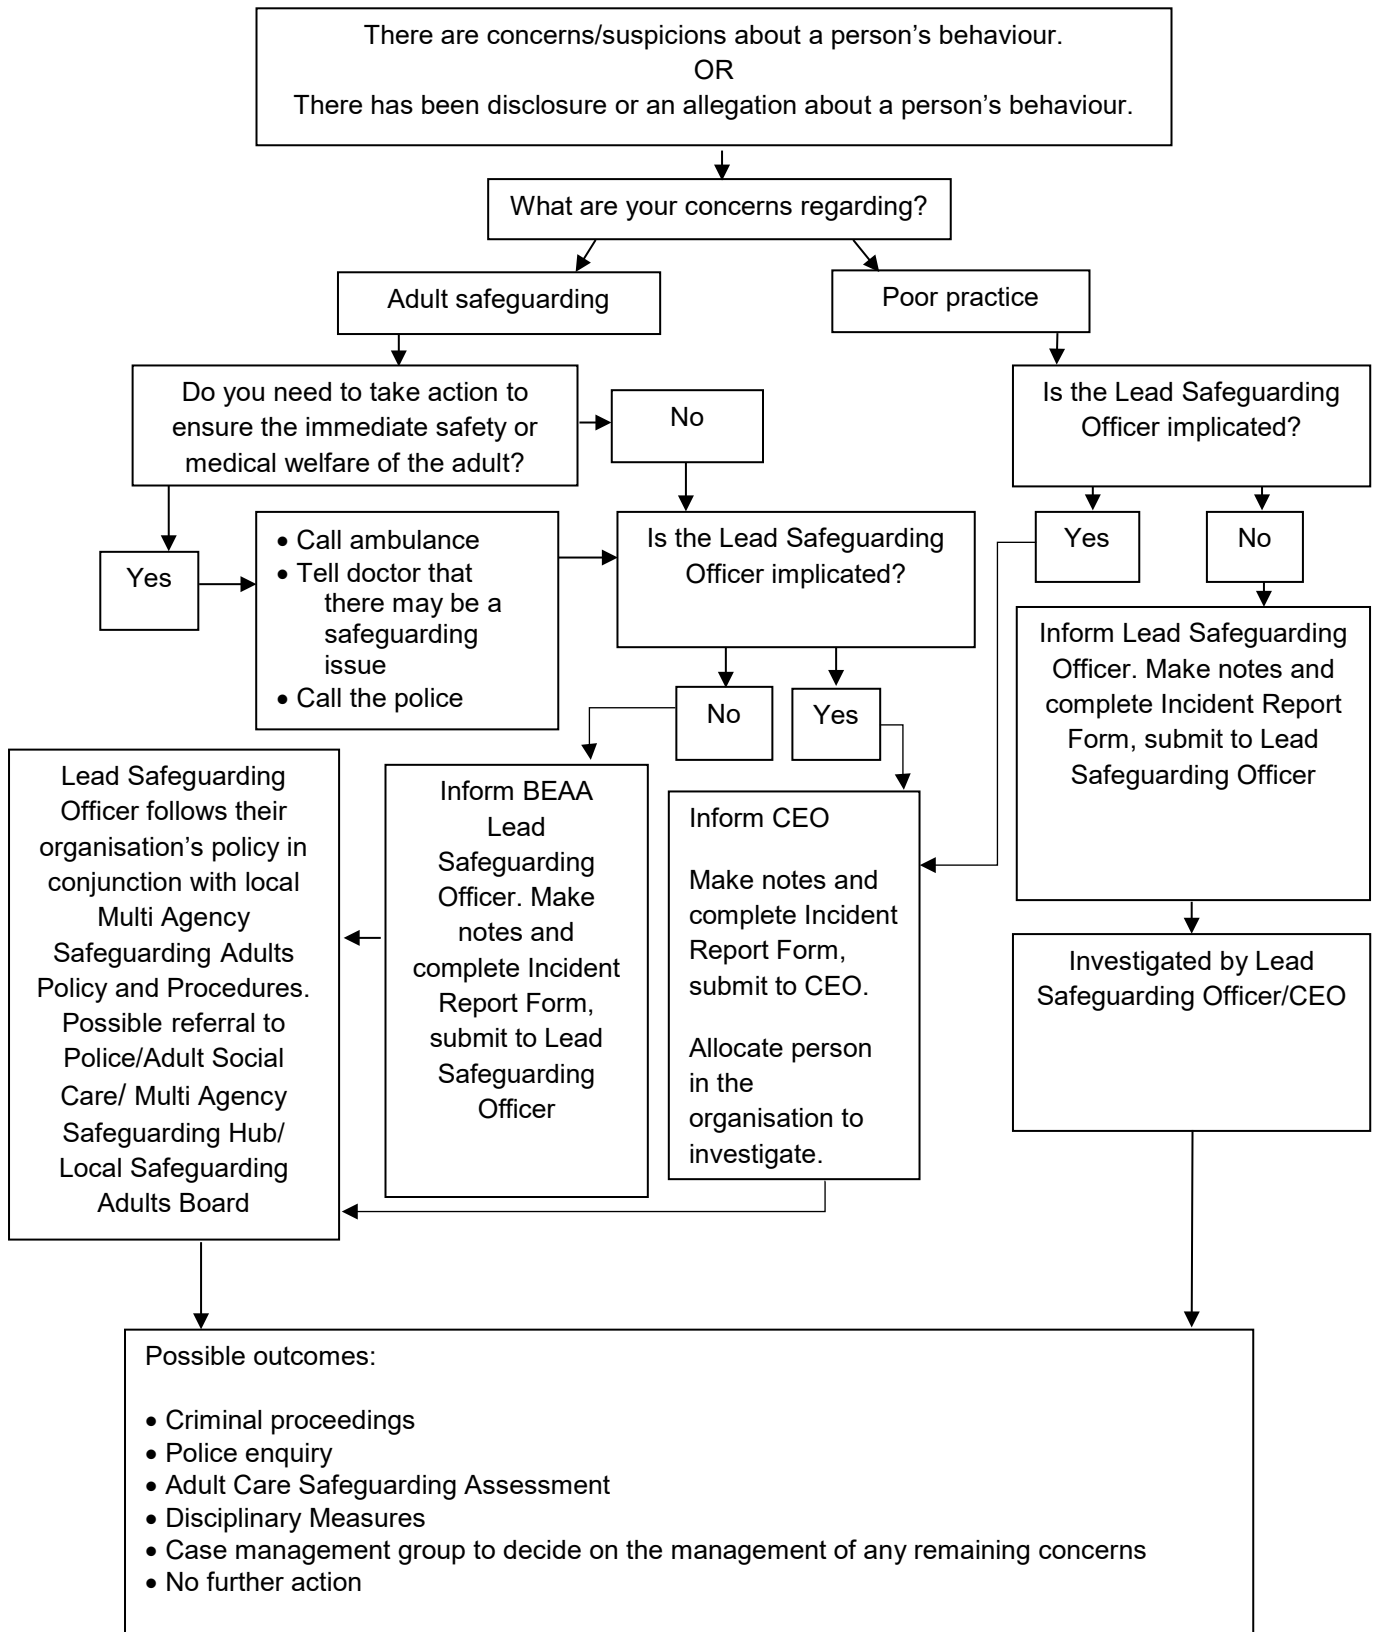 There are concerns/suspicions about a person’s behaviour.
OR
There has been disclosure or an allegation about a person’s behaviour.
What are your concerns regarding?
Adult safeguarding
Poor practice
Do you need to take action to
ensure the immediate safety or
medical welfare of the adult?
No
Is the Lead Safeguarding
Officer implicated?
Yes
• Call ambulance
• Tell doctor that
there may be a
safeguarding
issue
• Call the police
Is the Lead Safeguarding
Officer implicated?
Yes
No
No
Yes
Inform Lead Safeguarding
Officer. Make notes and
complete Incident Report
Form, submit to Lead
Safeguarding Officer
Lead Safeguarding
Officer follows their
organisation’s policy in
conjunction with local
Multi Agency
Safeguarding Adults
Policy and Procedures.
Possible referral to
Police/Adult Social
Care/ Multi Agency
Safeguarding Hub/
Local Safeguarding
Adults Board
Inform BEAA
Lead
Safeguarding
Officer. Make
notes and
complete Incident
Report Form,
submit to Lead
Safeguarding
Officer
Inform CEO
Make notes and
complete Incident
Report Form,
submit to CEO.
Allocate person
in the
organisation to
investigate.
Investigated by Lead
Safeguarding Officer/CEO
Possible outcomes:
• Criminal proceedings
• Police enquiry
• Adult Care Safeguarding Assessment
• Disciplinary Measures
• Case management group to decide on the management of any remaining concerns
• No further action